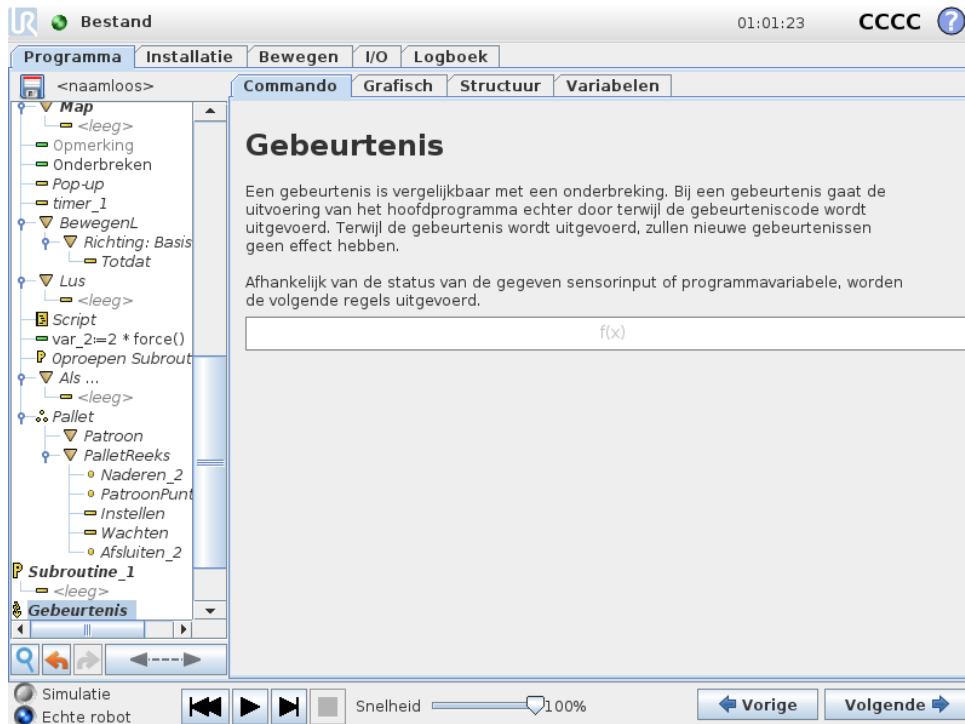 UR Bestand 01:01:23 CCCC ?
Programma Installatie Bewegen I/O Logboek
<naamloos>
Commando Grafisch Structuur Variabelen
Map
<leeg>
Opmerking
Onderbreken
Pop-up
timer_1
BewegenL
Richting: Basis
Totdat
Lus
<leeg>
Script
var_2:=2 * force()
Oproepen Subrout
Als ...
<leeg>
Pallet
Patroon
PalletReeks
Naderen_2
PatroonPunt
Instellen
Wachten
Afsluiten_2
P Subroutine_1
<leeg>
Gebeurtenis
Gebeurtenis
Een gebeurtenis is vergelijkbaar met een onderbreking. Bij een gebeurtenis gaat de
uitvoering van het hoofdprogramma echter door terwijl de gebeurteniscode wordt
uitgevoerd. Terwijl de gebeurtenis wordt uitgevoerd, zullen nieuwe gebeurtenissen
geen effect hebben.
Afhankelijk van de status van de gegeven sensorinput of programmavariabele, worden
de volgende regels uitgevoerd.
f(x)
Simulatie
Echte robot
Snelheid 100%
Vorige Volgende